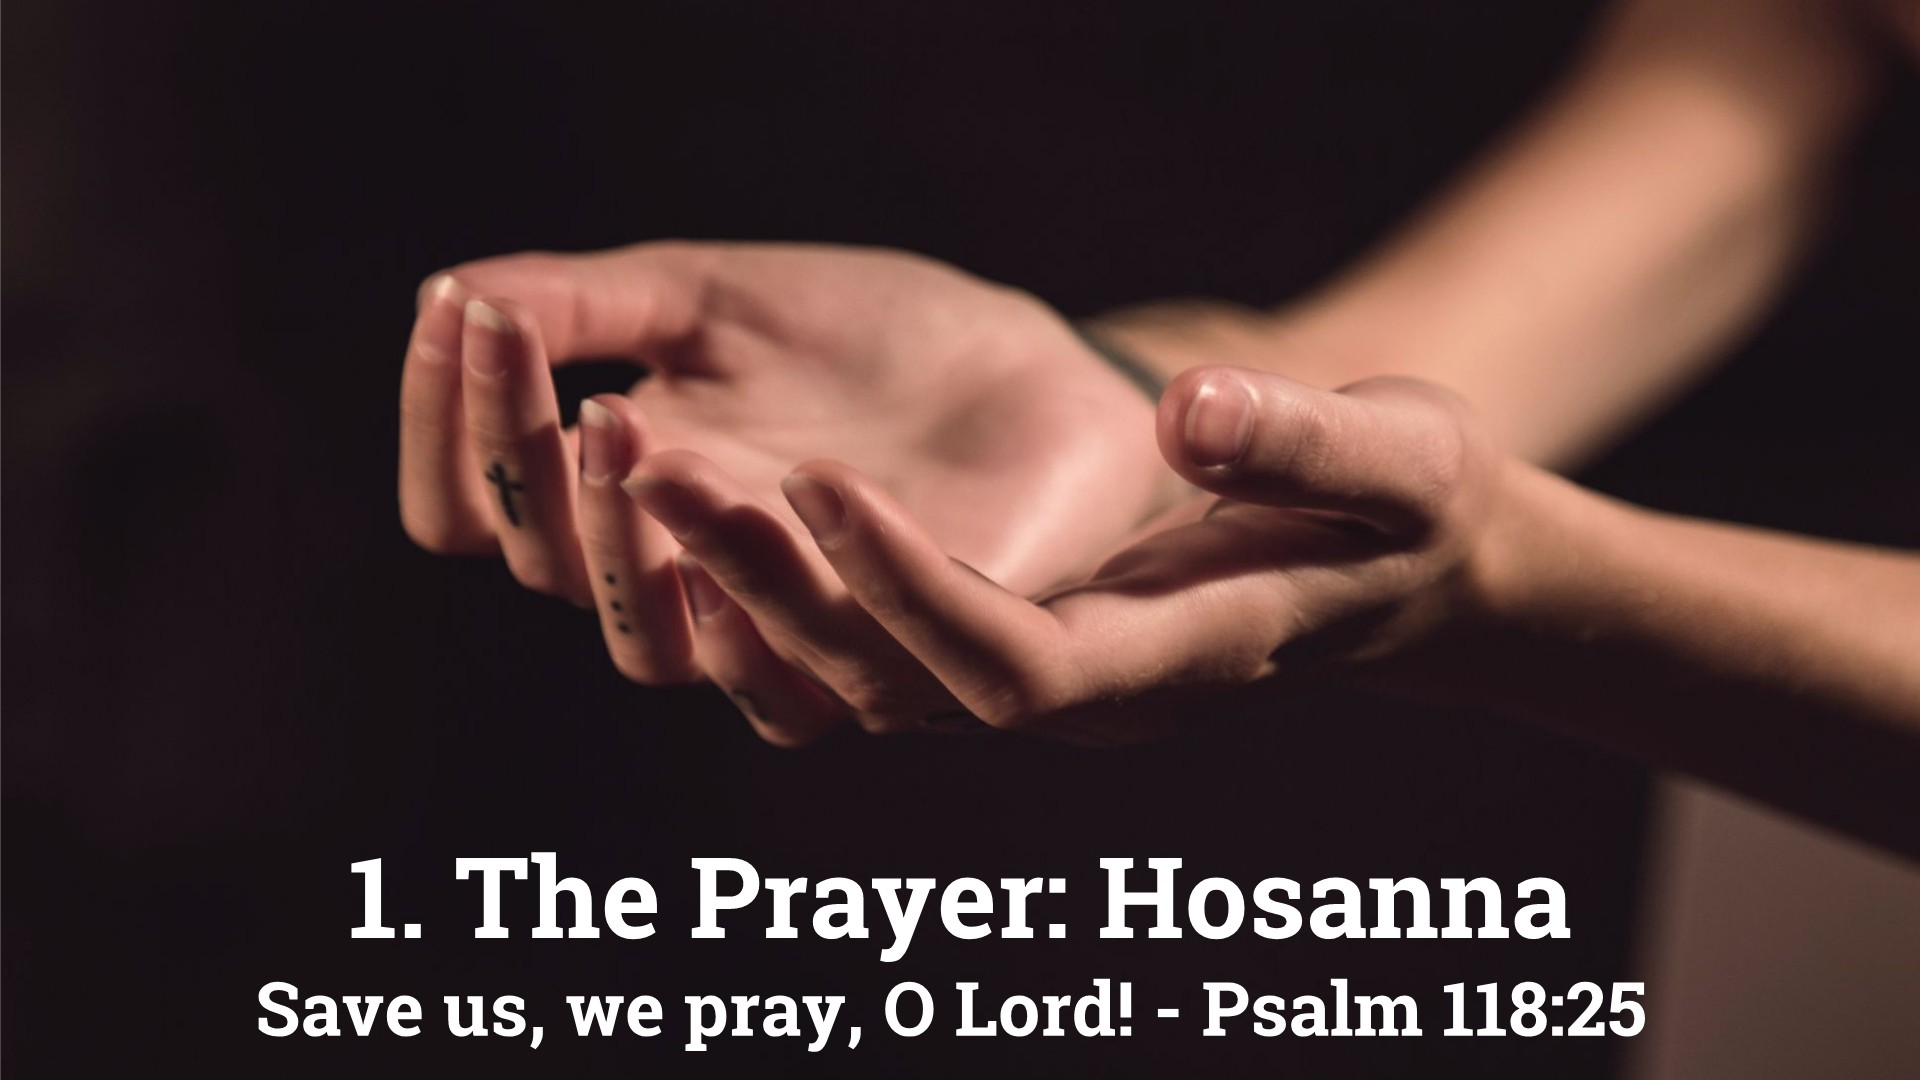 1. The Prayer: Hosanna
Save us, we pray, O Lord! - Psalm 118:25